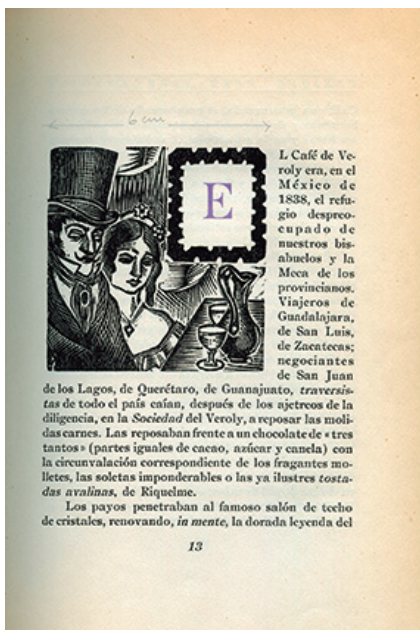 6 cm
E
L Café de Ve-
roly era, en el
México de
1838, el refu-
gio despreo-
cupado de
nuestros bis-
abuelos y la
Meca de los
provincianos.
Viajeros de
Guadalajara,
de San Luis,
de Zacatecas;
negociantes
de San Juan
de los Lagos, de Querétaro, de Guanajuato, traversis-
tas de todo el país caían, después de los ajetreos de la
diligencia, en la Sociedad del Veroly, a reposar las moli-
das carnes. Las reposaban frente a un chocolate de «tres
tantos» (partes iguales de cacao, azúcar y canela) con
la circunvalación correspondiente de los fragantes mo-
lletes, las soletas imponderables o las ya ilustres tosta-
das avalinas, de Riquelme.
Los payos penetraban al famoso salón de techo
de cristales, renovando, in mente, la dorada leyenda del
13